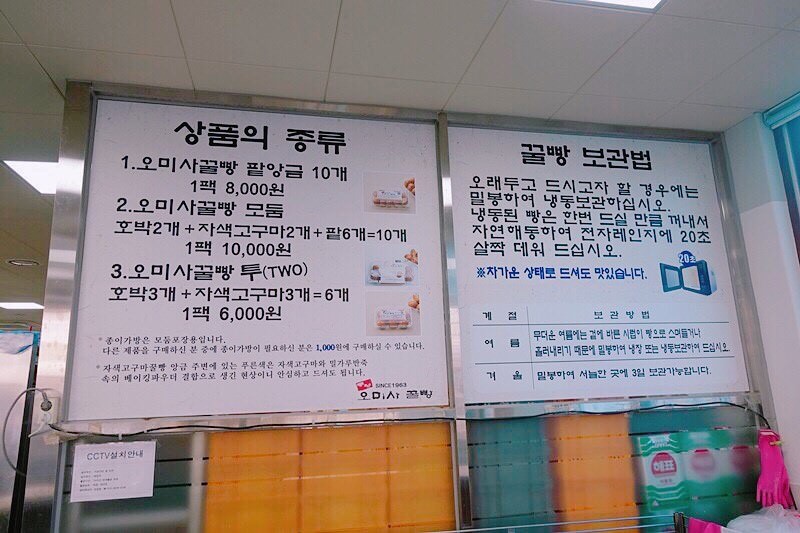 상품의 종류
1.오미사꿀빵 팥앙금 10개
1팩 8,000원
2.오미사꿀빵 모둠
호박2개+자색고구마2개+팥6개=10개
1팩 10,000원
3.오미사꿀빵 투(TWO)
호박3개+자색고구마3개=6개
1팩 6,000원
* 종이가방은 모둠포장용입니다.
다른 제품을 구매하신 분 중에 종이가방이 필요하신 분은 1,000원에 구매하실 수 있습니다.
* 자색고구마꿀빵 앙금 주면에 있는 푸른색은 자색고구마와 밀가루반죽
속의 베이킹파우더 결합으로 생긴 현상이니 안심하고 드셔도 됩니다.
SINCE1963
오미사 꿀빵
꿀빵 보관법
오래두고 드시고자 할 경우에는
밀봉하여 냉동보관하십시오.
냉동된 빵은 한번 드실 만큼 꺼내서
자연해동하여 전자레인지에 20초
살짝 데워 드십시오.
20초
※차가운 상태로 드셔도 맛있습니다.
계 절 보 관 방 법
여 름 무더운 여름에는 겉에 바른 시럽이 빵으로 스며들거나
흘러내리기 때문에 밀봉하여 냉장 또는 냉동보관하여 드십시오.
겨 울 밀봉하여 서늘한 곳에 3일 보관가능합니다.
CCTV설치안내
해표